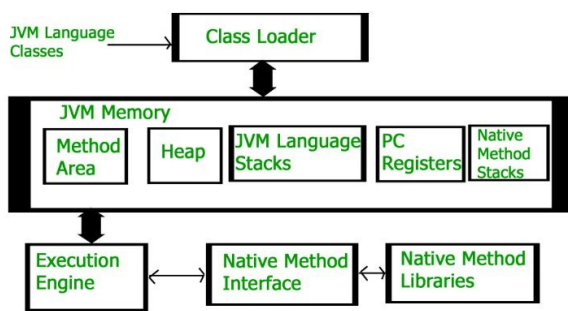 JVM Language
Classes
Class Loader
JVM Memory
Method
Area
Heap
JVM Language
Stacks
PC
Registers
Native
Method
Stacks
Execution
Engine
Native Method
Interface
Native Method
Libraries